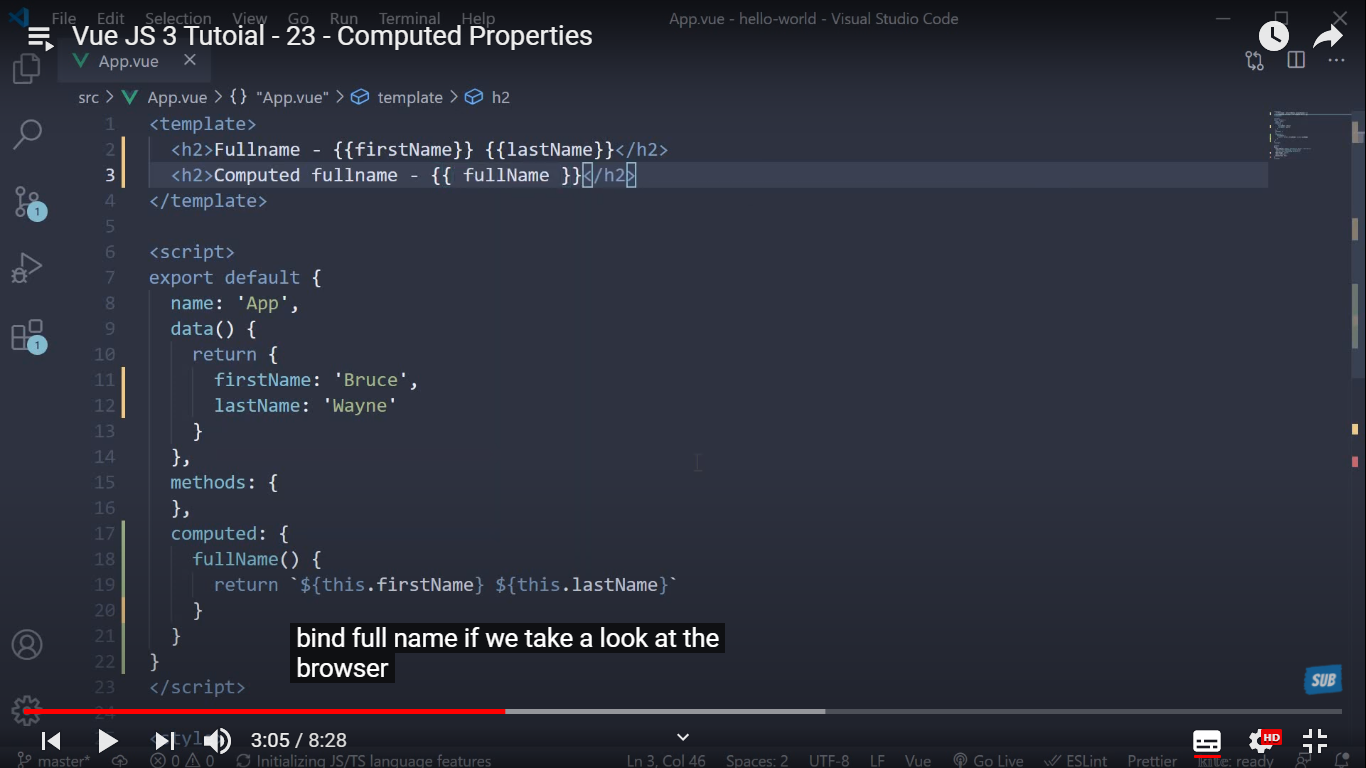 File Edit Selection View Go Run Terminal Help App.vue - hello-world - Visual Studio Code
Vue JS 3 Tutoial - 23 - Computed Properties
App.vue
src > App.vue > {} "App.vue" > template > h2
1 <template>
2 <h2>Fullname - {{firstName}} {{lastName}}</h2>
3 <h2>Computed fullname - {{ fullName }}</h2>
4 </template>
5
6 <script>
7 export default {
8 name: 'App',
9 data() {
10 return {
11 firstName: 'Bruce',
12 lastName: 'Wayne'
13 }
14 },
15 methods: {
16 },
17 computed: {
18 fullName() {
19 return `${this.firstName} ${this.lastName}`
20 }
21 }
22 }
23 </script>
24
bind full name if we take a look at the
browser
SUB
1
1
3:05 / 8:28
HD
master* 0 0 Initializing JS/TS language features Ln 3, Col 46 Spaces: 2 UTF-8 LF Vue Go Live ESLint Prettier Kite: ready